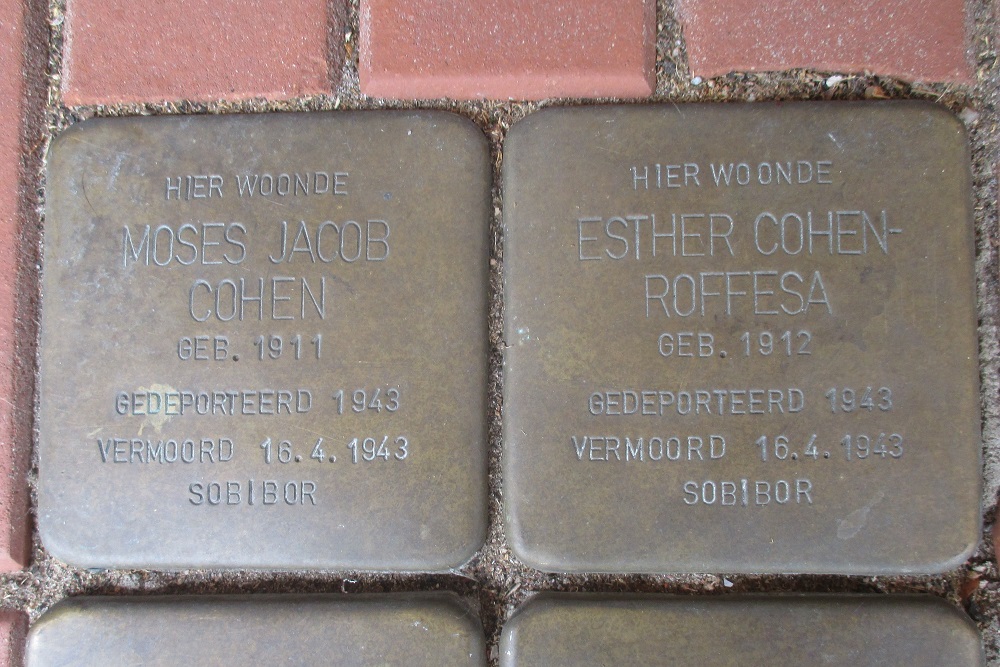 HIER WOONDE
MOSES JACOB
COHEN
GEB. 1911
GEDEPORTEERD 1943
VERMOORD 16.4.1943
SOBIBOR
HIER WOONDE
ESTHER COHEN-
ROFFESA
GEB. 1912
GEDEPORTEERD 1943
VERMOORD 16.4.1943
SOBIBOR